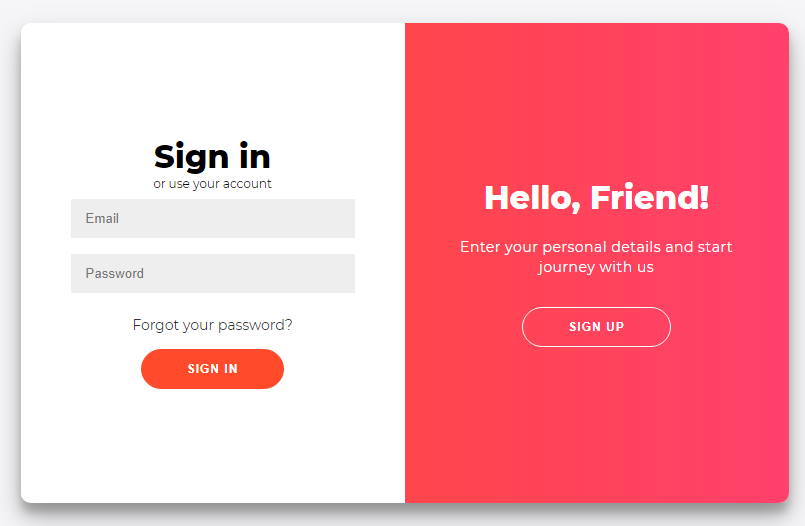 Sign in
or use your account
Email
Password
Forgot your password?
SIGN IN
Hello, Friend!
Enter your personal details and start
journey with us
SIGN UP